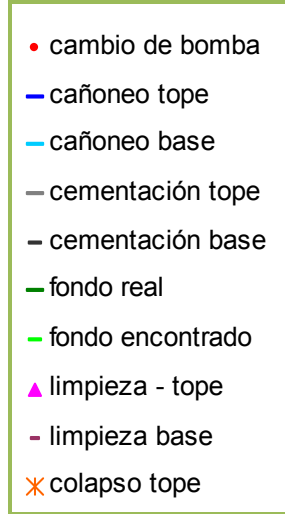 cambio de bomba
cañoneo tope
cañoneo base
cementación tope
cementación base
fondo real
fondo encontrado
limpieza - tope
limpieza base
colapso tope